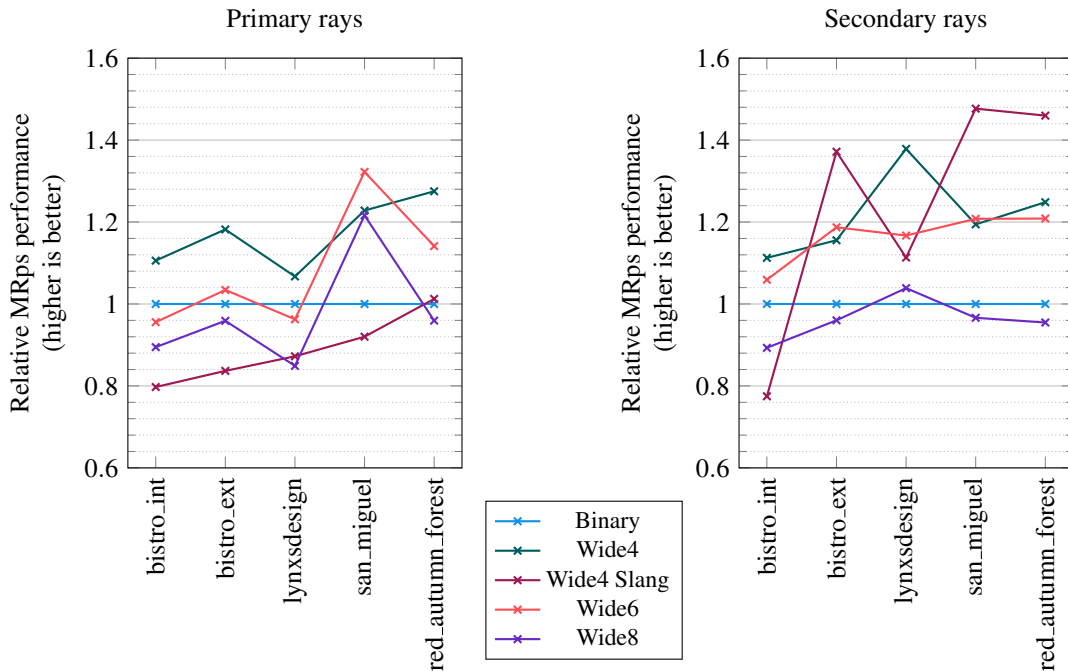 Primary rays
Relative MRps performance
(higher is better)
1.6
1.4
1.2
1
0.8
0.6
bistro_int
bistro_ext
lynxsdesign
san_miguel
red_autumn_forest
Secondary rays
Relative MRps performance
(higher is better)
1.6
1.4
1.2
1
0.8
0.6
bistro_int
bistro_ext
lynxsdesign
san_miguel
red_autumn_forest
Binary
Wide4
Wide4 Slang
Wide6
Wide8